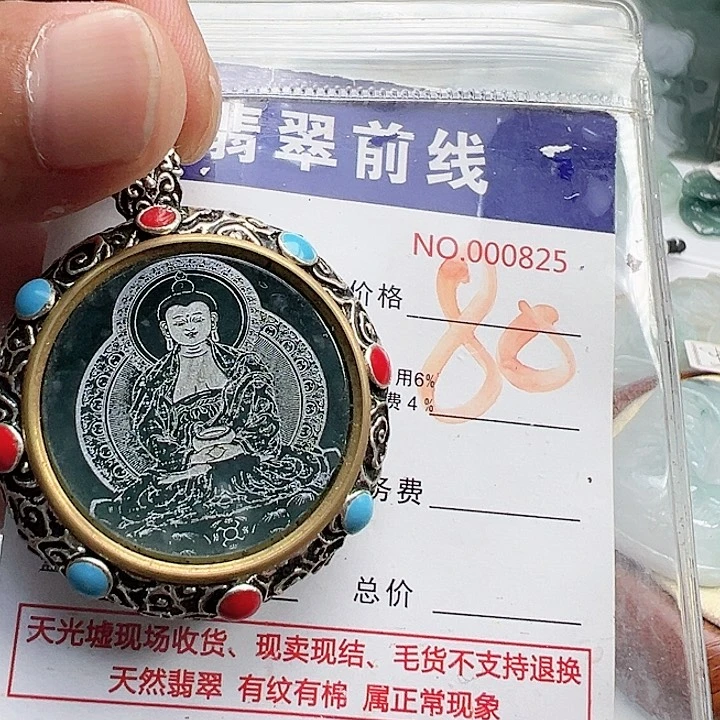 翡翠前线
NO.000825
价格
80
用6%
费4%
务费
总价
天光墟现场收货、现卖现结、毛货不支持退换
天然翡翠 有纹有棉 属正常现象